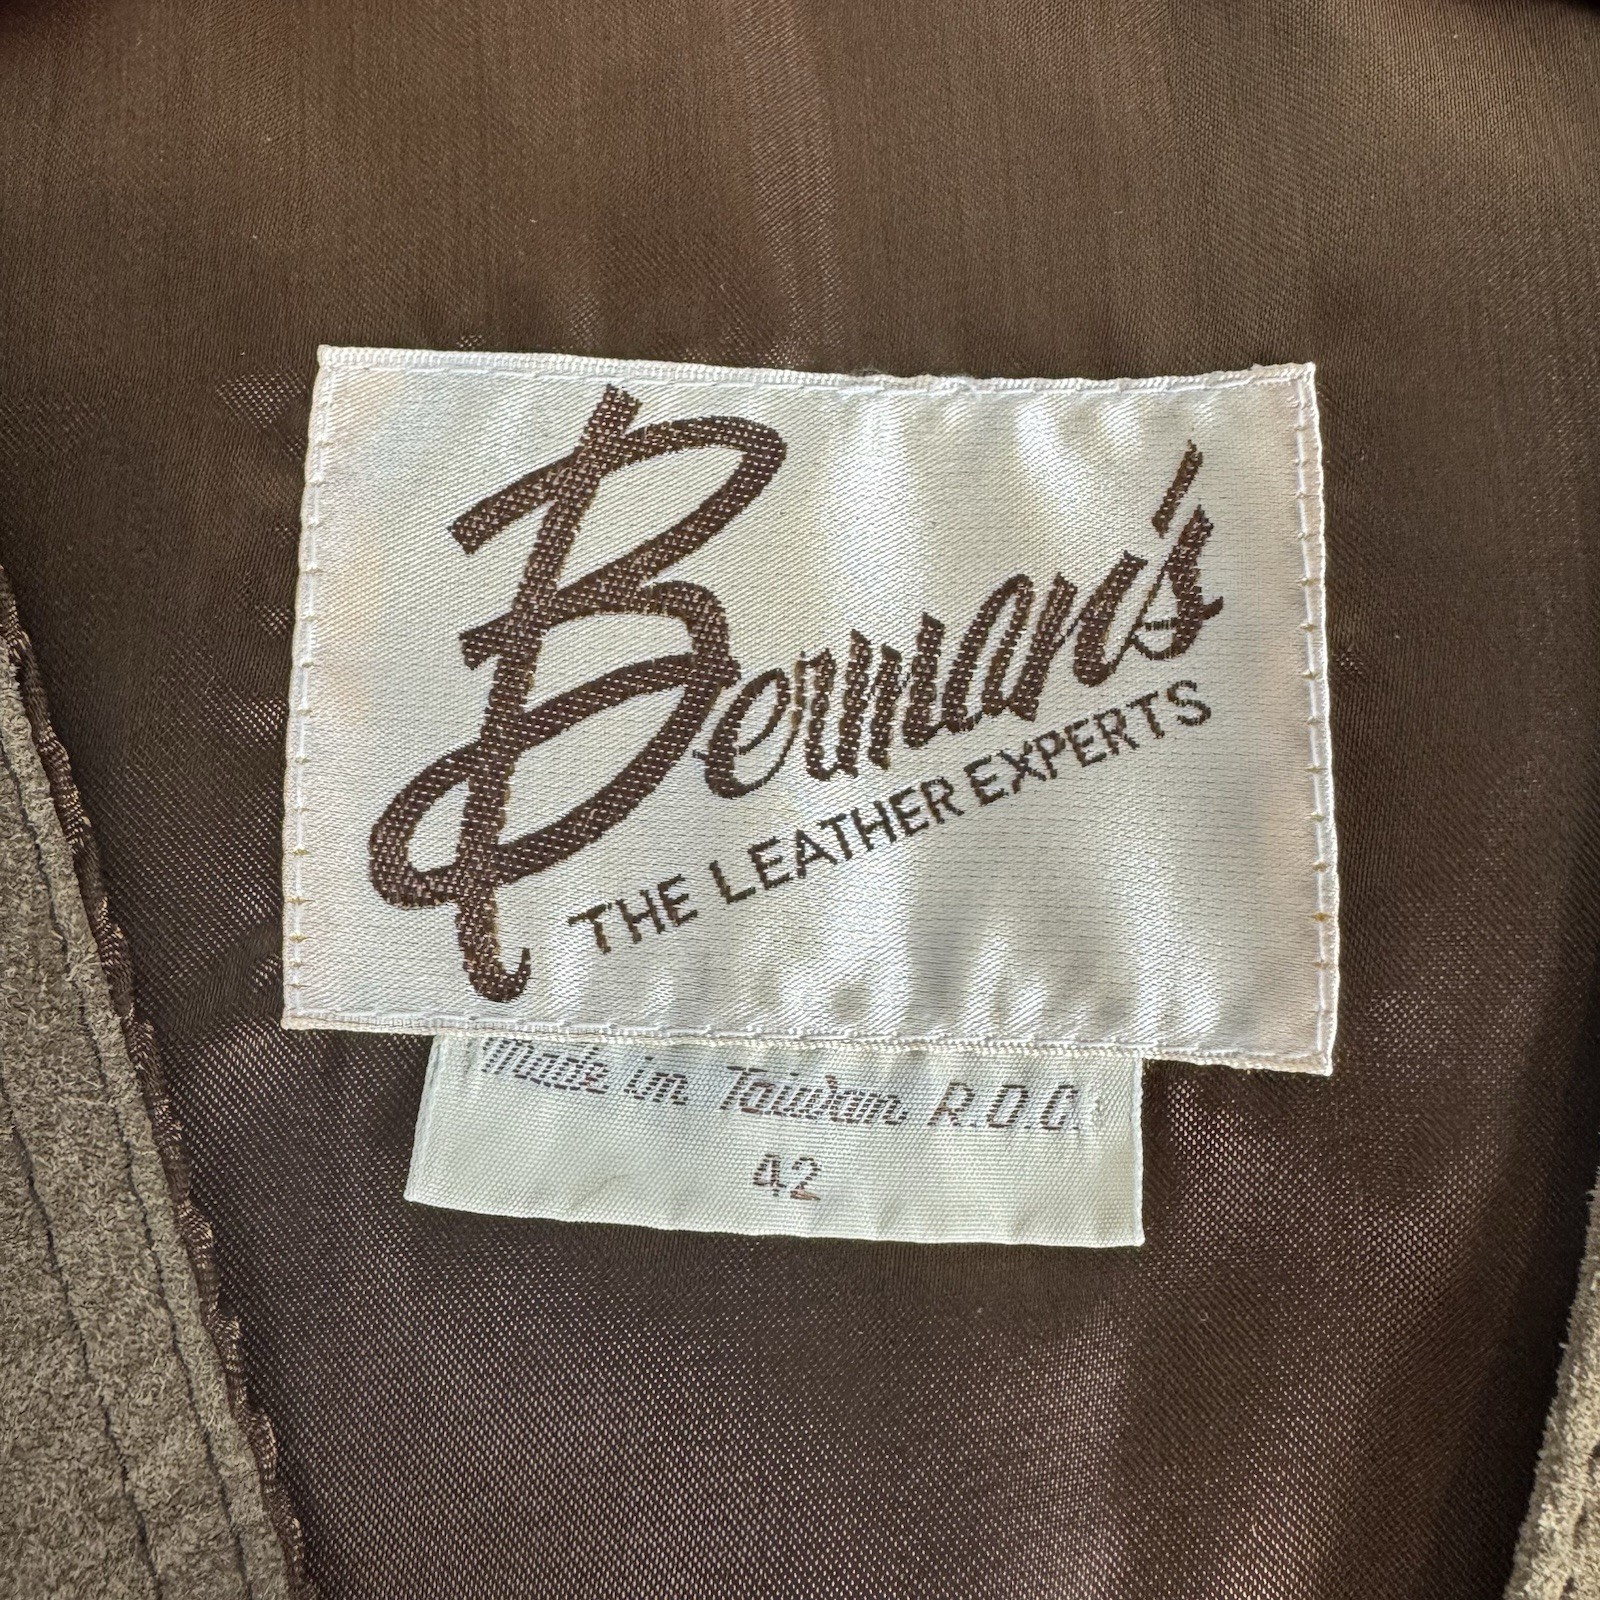 Berman's
THE LEATHER EXPERTS
Made in Taiwan R.O.C.
42